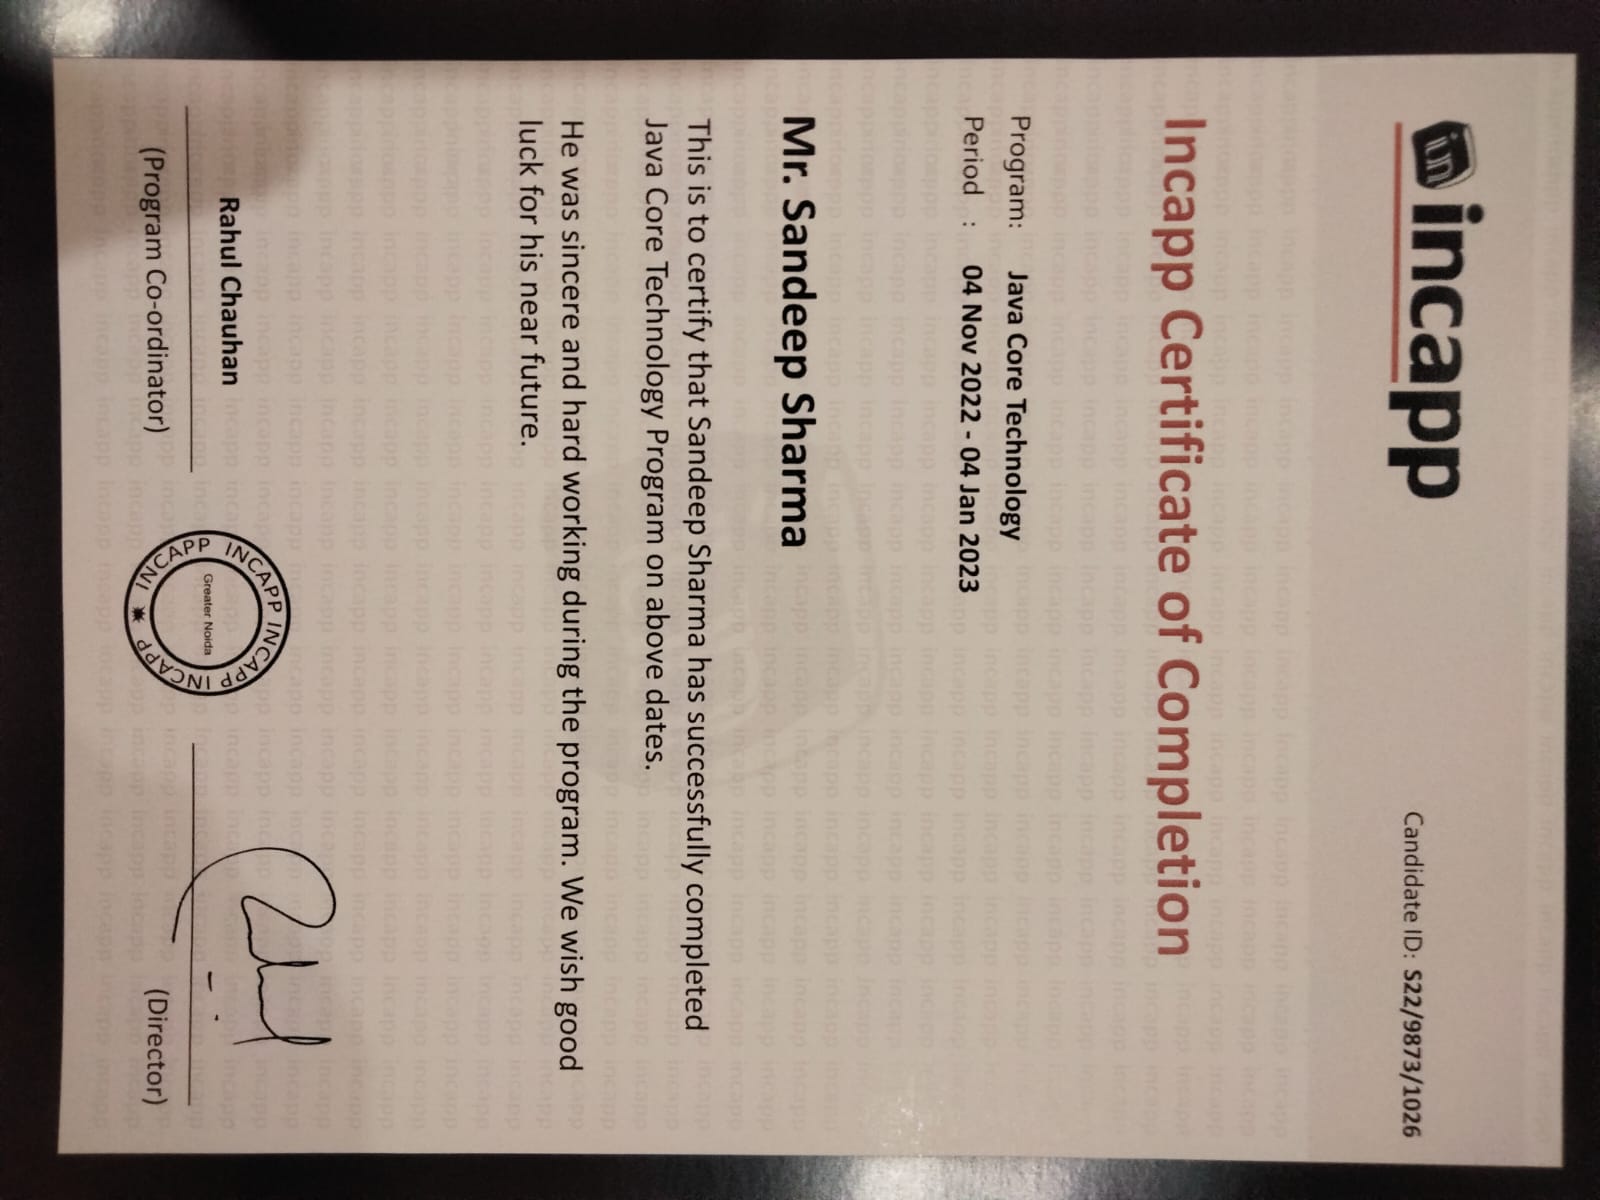 in incapp
Candidate ID: S22/9873/1026
Incapp Certificate of Completion
Program: Java Core Technology
Period : 04 Nov 2022 - 04 Jan 2023
Mr. Sandeep Sharma
This is to certify that Sandeep Sharma has successfully completed
Java Core Technology Program on above dates.
He was sincere and hard working during the program. We wish good
luck for his near future.
Rahul Chauhan
(Program Co-ordinator)
INCAPP INCAPP INCAPP INCAPP
Greater Noida
(Director)